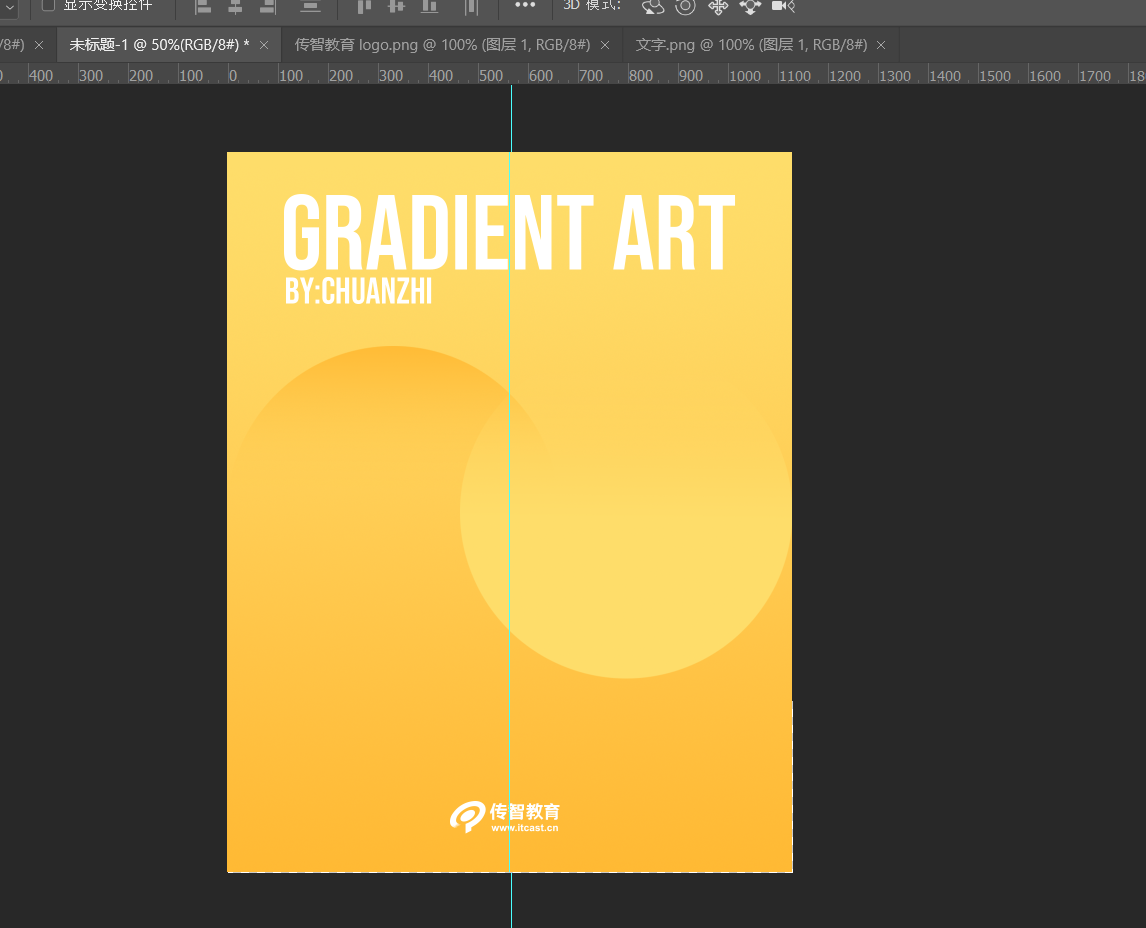 显示变换控件
3D 模式:
/8#) ×
未标题-1 @ 50%(RGB/8#) * ×
传智教育 logo.png @ 100% (图层 1, RGB/8#) ×
文字.png @ 100% (图层 1, RGB/8#) ×
0 400 300 200 100 0 100 200 300 400 500 600 700 800 900 1000 1100 1200 1300 1400 1500 1600 1700 18
GRADIENT ART
BY:CHUANZHI
传智教育
www.itcast.cn